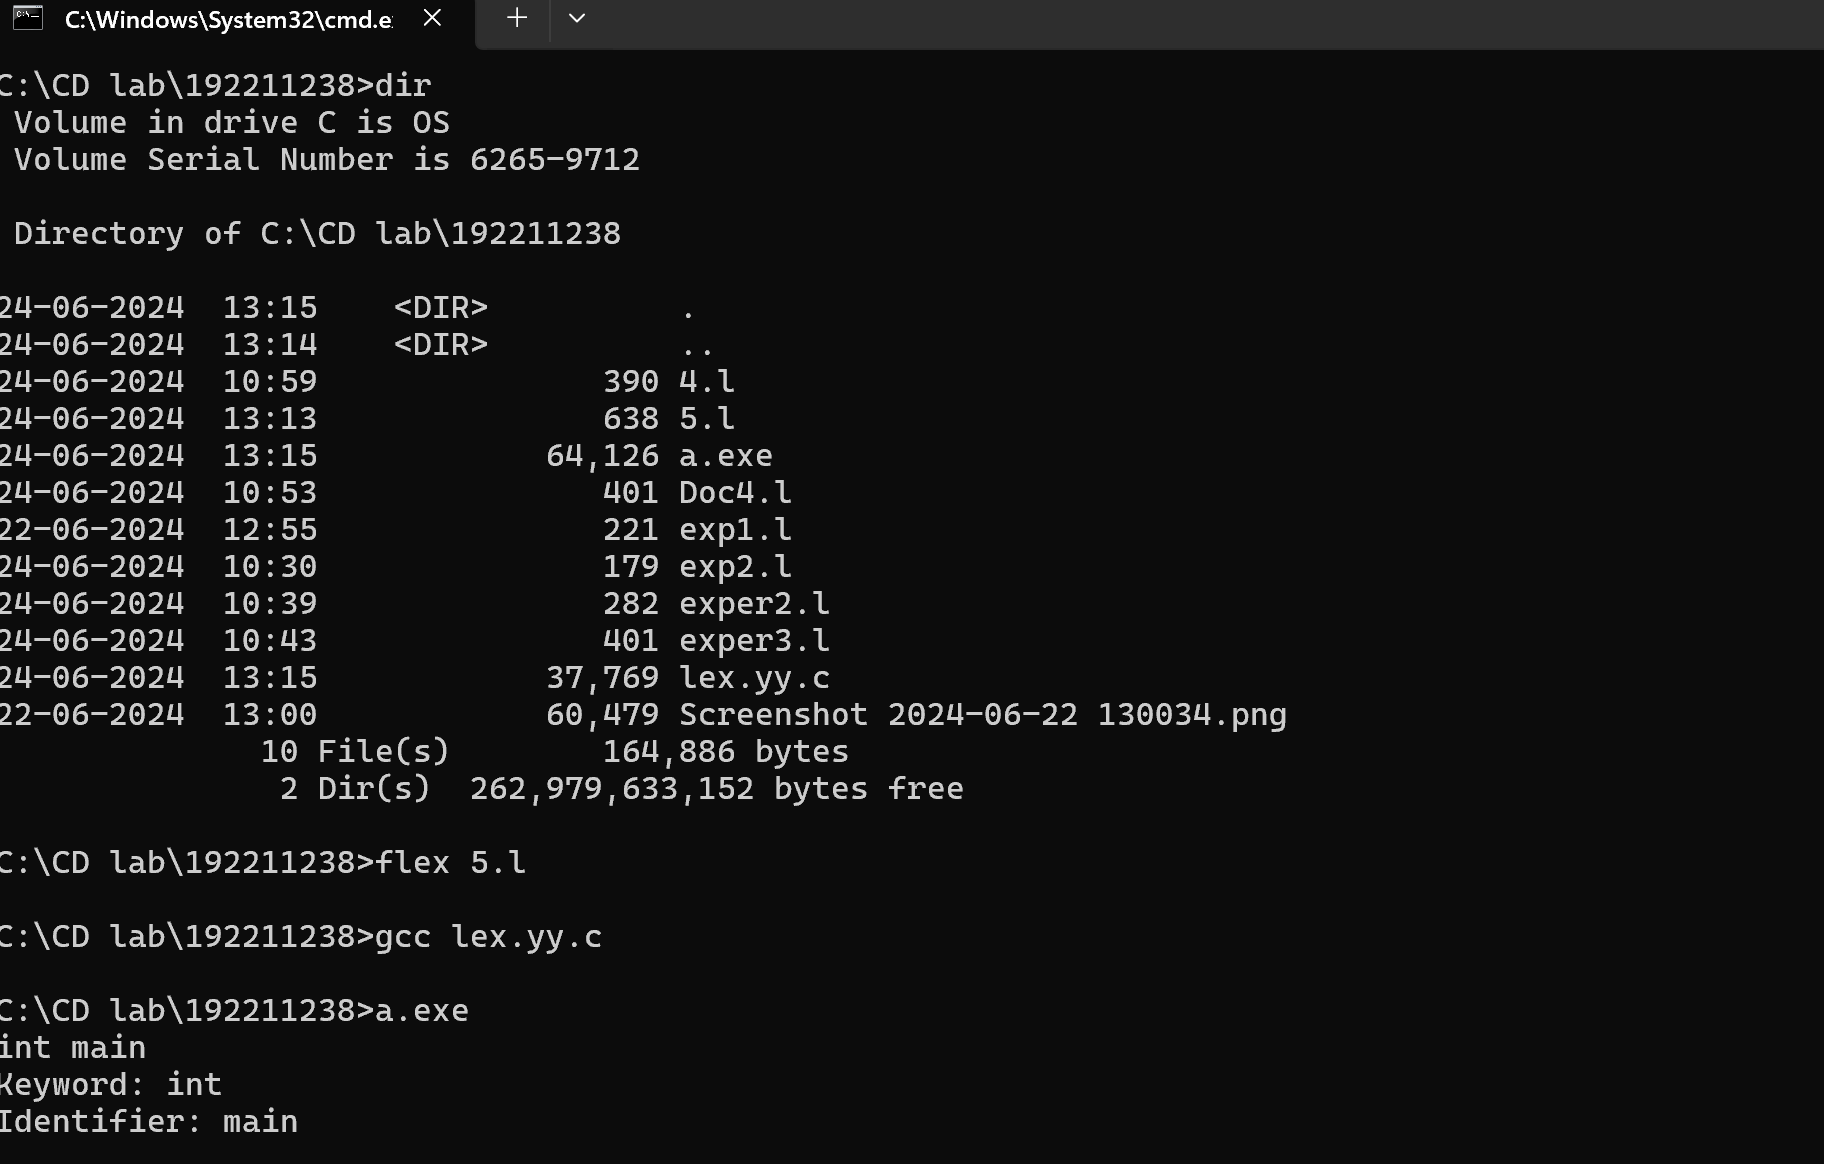 C:\Windows\System32\cmd.e
C:\CD lab\192211238>dir
 Volume in drive C is OS
 Volume Serial Number is 6265-9712
 Directory of C:\CD lab\192211238
24-06-2024  13:15    <DIR>          .
24-06-2024  13:14    <DIR>          ..
24-06-2024  10:59               390 4.l
24-06-2024  13:13               638 5.l
24-06-2024  13:15            64,126 a.exe
24-06-2024  10:53               401 Doc4.l
22-06-2024  12:55               221 exp1.l
24-06-2024  10:30               179 exp2.l
24-06-2024  10:39               282 exper2.l
24-06-2024  10:43               401 exper3.l
24-06-2024  13:15            37,769 lex.yy.c
22-06-2024  13:00            60,479 Screenshot 2024-06-22 130034.png
              10 File(s)        164,886 bytes
               2 Dir(s)  262,979,633,152 bytes free
C:\CD lab\192211238>flex 5.l
C:\CD lab\192211238>gcc lex.yy.c
C:\CD lab\192211238>a.exe
int main
Keyword: int
Identifier: main